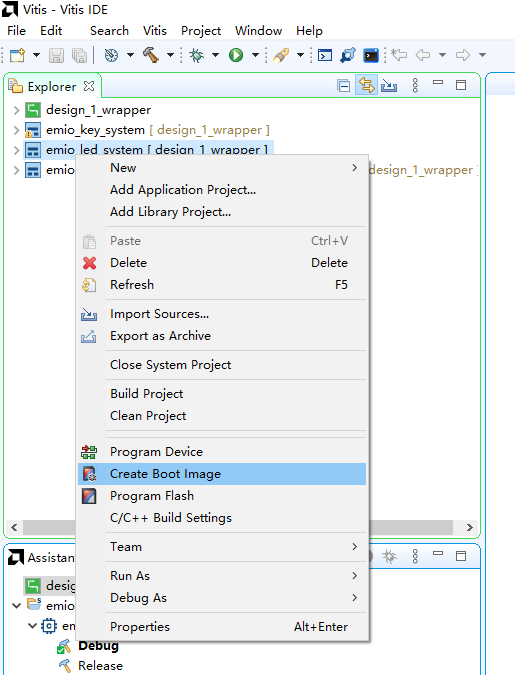 Vitis - Vitis IDE
File Edit Search Vitis Project Window Help
Explorer
design_1_wrapper
emio_key_system [ design_1_wrapper ]
emio_led_system [ design_1_wrapper ]
emio design_1_wrapper ]
New
Add Application Project...
Add Library Project...
Paste Ctrl+V
Delete Delete
Refresh F5
Import Sources...
Export as Archive
Close System Project
Build Project
Clean Project
Program Device
Create Boot Image
Program Flash
C/C++ Build Settings
Team
Run As
Debug As
Properties Alt+Enter
Assistan
desig
emio
em
Debug
Release